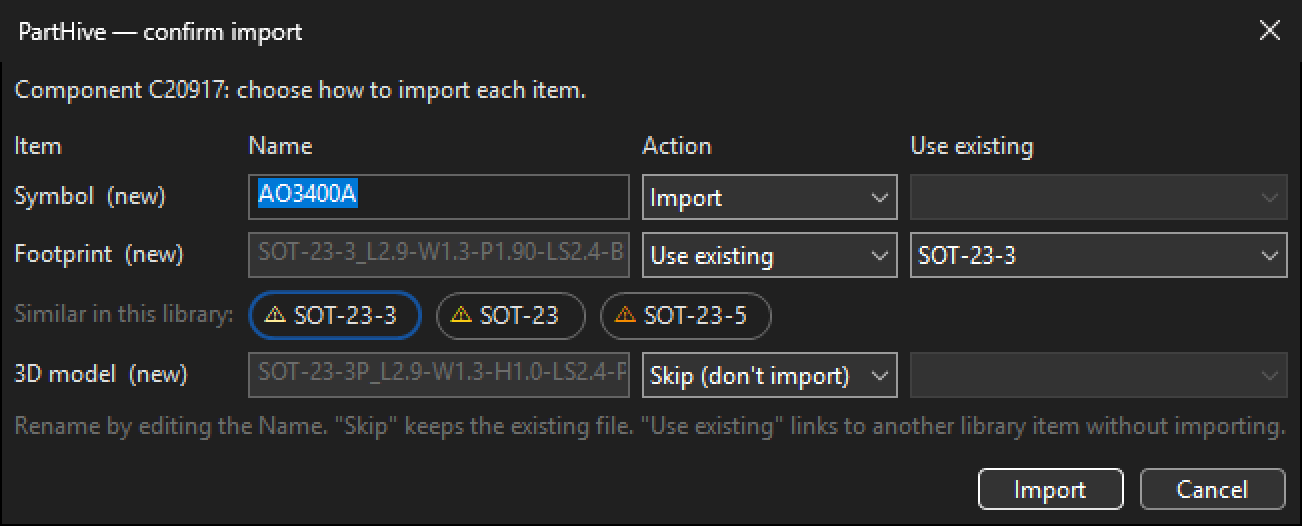 PartHive — confirm import
Component C20917: choose how to import each item.
Item Name Action Use existing
Symbol (new) AO3400A Import
Footprint (new) SOT-23-3_L2.9-W1.3-P1.90-LS2.4-B Use existing SOT-23-3
Similar in this library: SOT-23-3 SOT-23 SOT-23-5
3D model (new) SOT-23-3P_L2.9-W1.3-H1.0-LS2.4-P Skip (don't import)
Rename by editing the Name. "Skip" keeps the existing file. "Use existing" links to another library item without importing.
Import Cancel